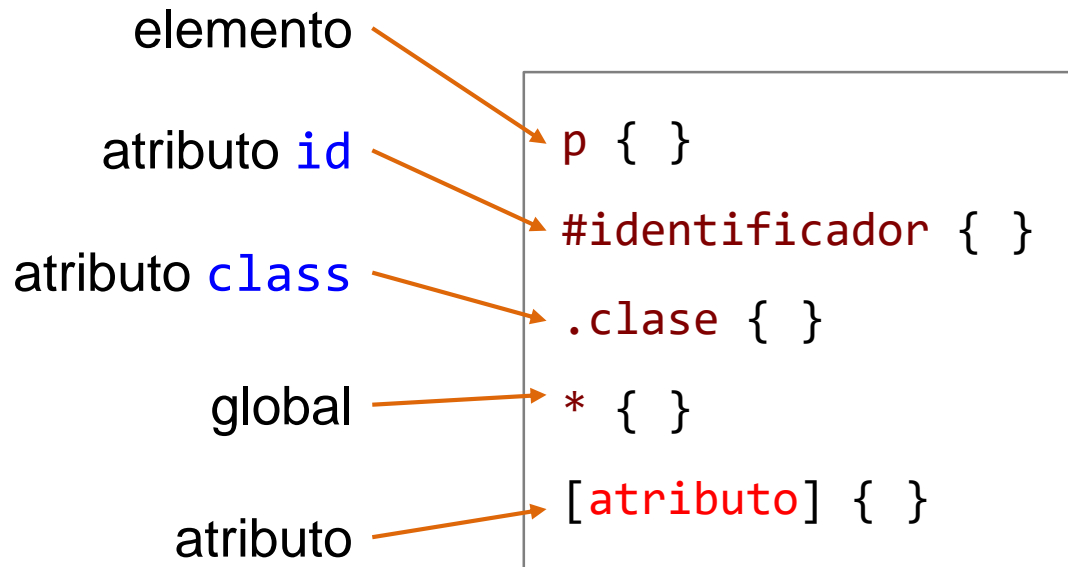 elemento
p { }
atributo id
#identificador { }
atributo class
.clase { }
global
* { }
atributo
[atributo] { }